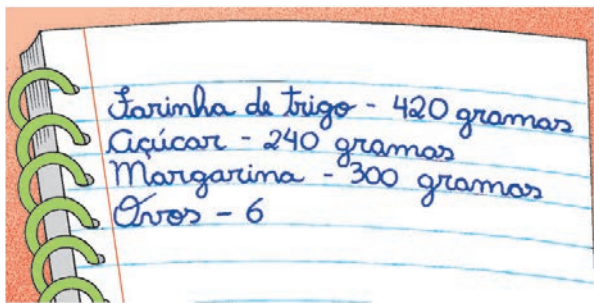 Farinha de trigo - 420 gramas
Açúcar - 240 gramas
Margarina - 300 gramas
Ovos - 6